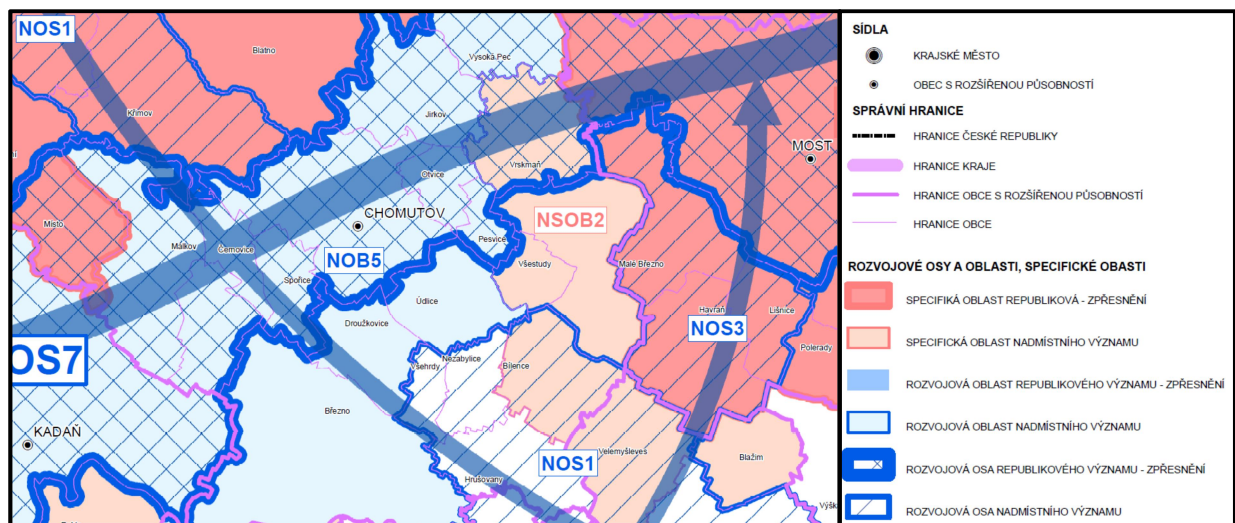 NOS1
Blatno
Vysoká Pec
Křimov
Jirkov
MOST
Vrskmaň
Otvice
Místo
CHOMUTOV
NSOB2
Málkov
Černovice
Pesvice
NOB5
Všestudy
Malé Březno
Spořice
Údlice
Droužkovice
Havraň
Lišnice
NOS3
OS7
Nezabylice
Všehrdy
Bílence
Polerady
Březno
KADAŇ
Velemyšleves
Blažim
NOS1
Hrušovany
Výšk
SÍDLA
KRAJSKÉ MĚSTO
OBEC S ROZŠÍŘENOU PŮSOBNOSTÍ
SPRÁVNÍ HRANICE
HRANICE ČESKÉ REPUBLIKY
HRANICE KRAJE
HRANICE OBCE S ROZŠÍŘENOU PŮSOBNOSTÍ
HRANICE OBCE
ROZVOJOVÉ OSY A OBLASTI, SPECIFICKÉ OBASTI
SPECIFIKÁ OBLAST REPUBLIKOVÁ - ZPŘESNĚNÍ
SPECIFICKÁ OBLAST NADMÍSTNÍHO VÝZNAMU
ROZVOJOVÁ OBLAST REPUBLIKOVÉHO VÝZNAMU - ZPŘESNĚNÍ
ROZVOJOVÁ OBLAST NADMÍSTNÍHO VÝZNAMU
ROZVOJOVÁ OSA REPUBLIKOVÉHO VÝZNAMU - ZPŘESNĚNÍ
ROZVOJOVÁ OSA NADMÍSTNÍHO VÝZNAMU